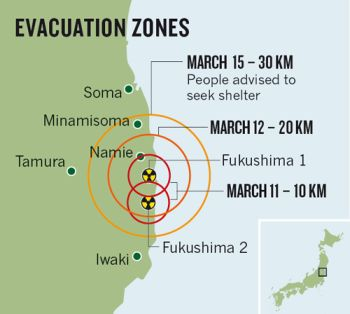 EVACUATION ZONES
MARCH 15 – 30 KM
People advised to
seek shelter
Soma
Minamisoma
MARCH 12 – 20 KM
Namie
Fukushima 1
Tamura
MARCH 11 – 10 KM
Fukushima 2
Iwaki